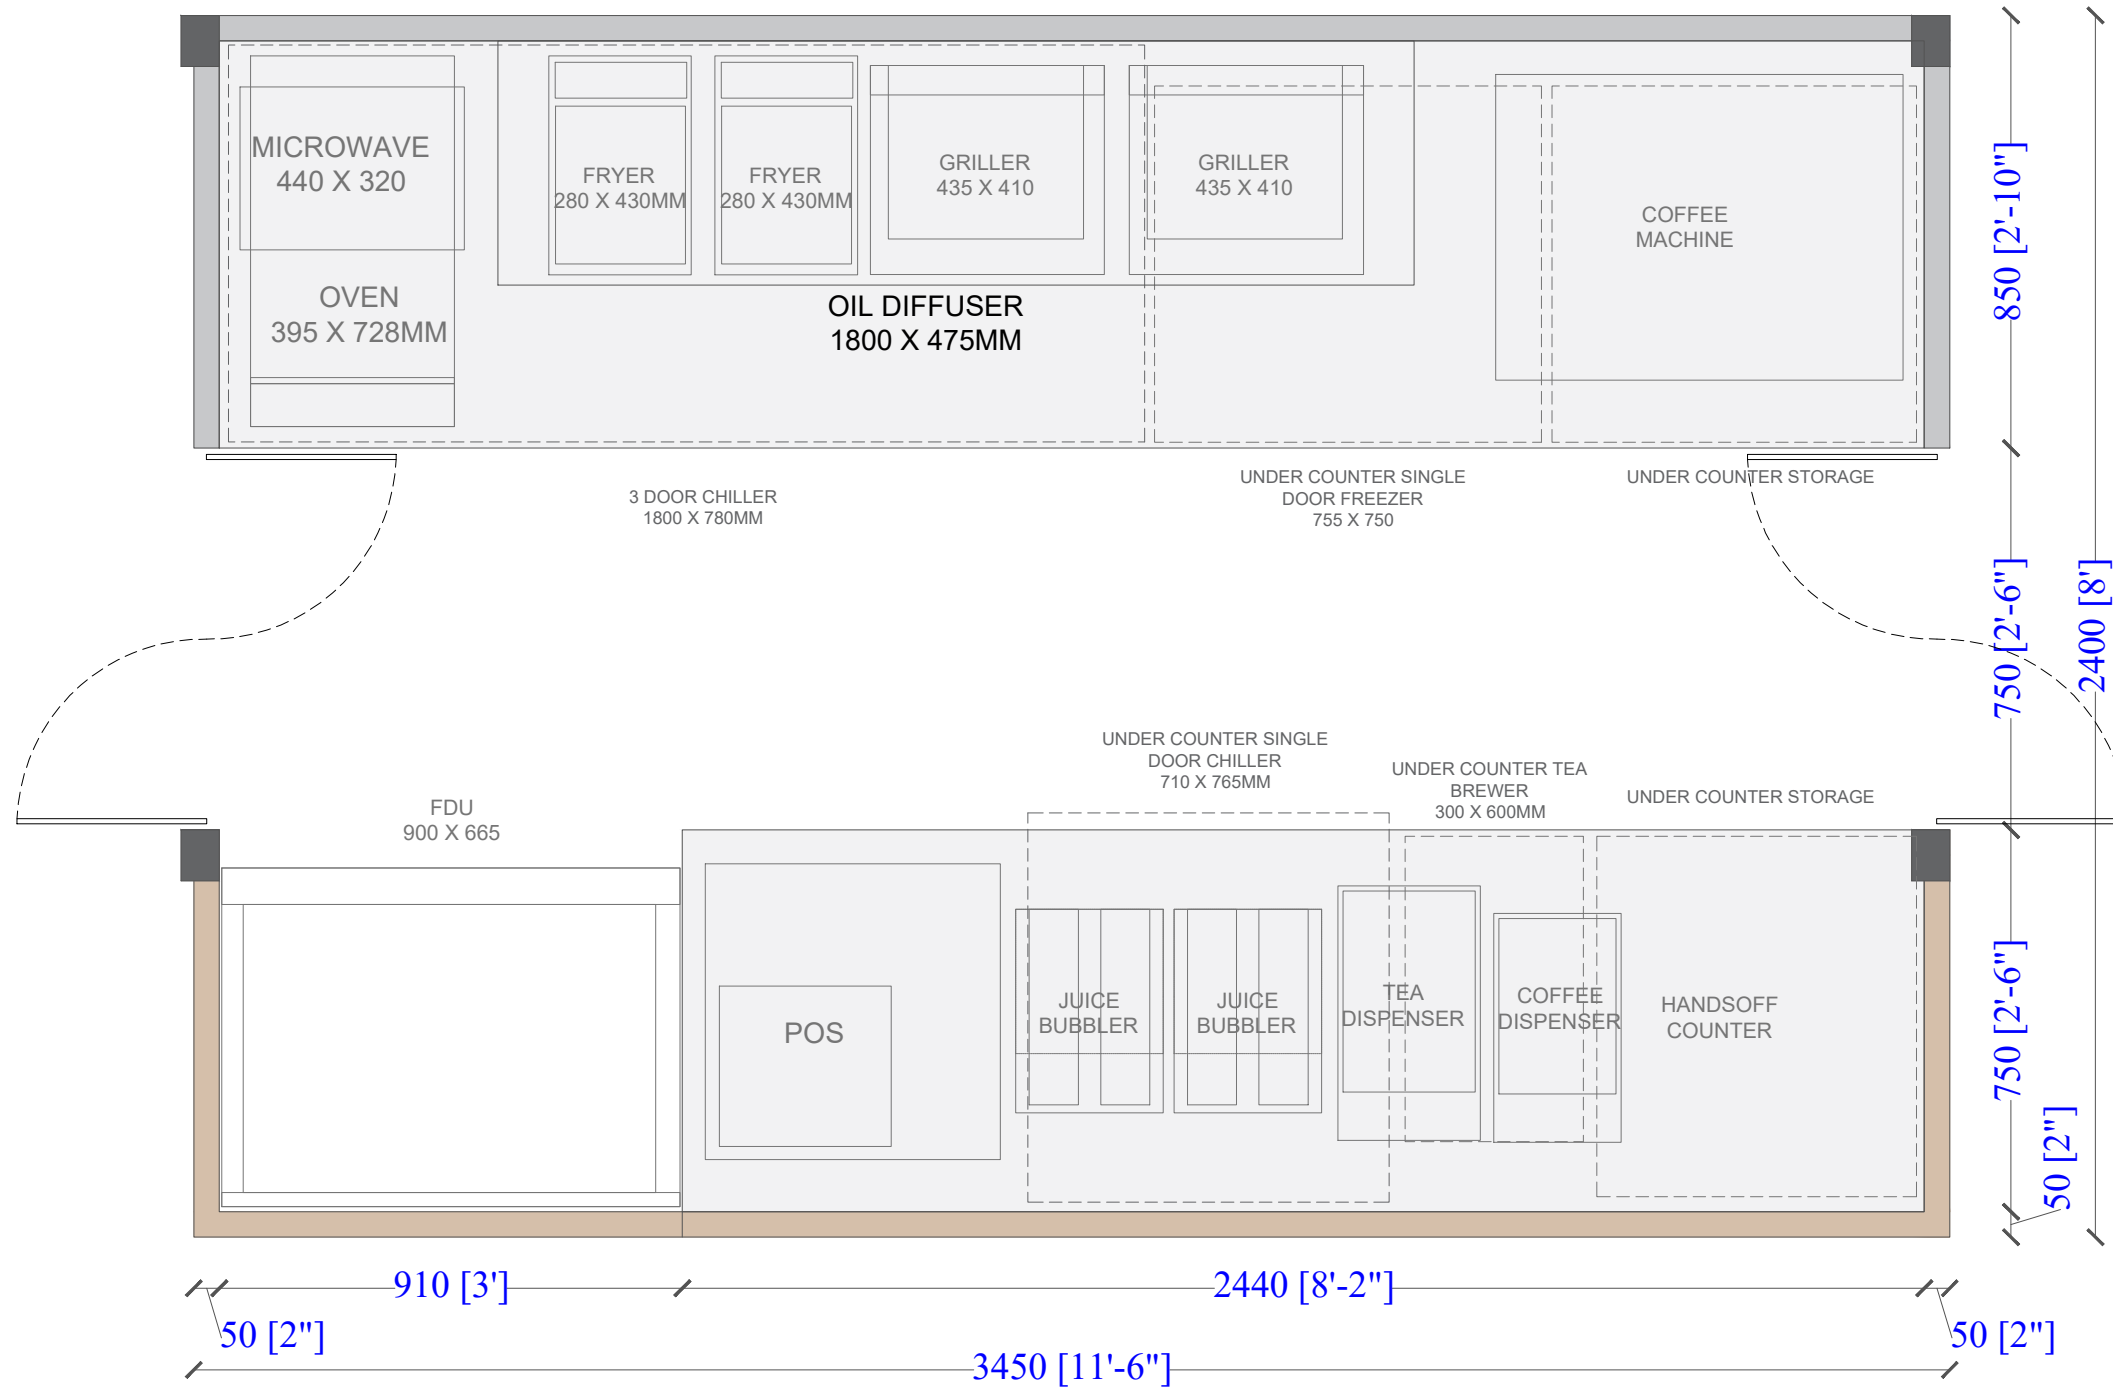 MICROWAVE
440 X 320
OVEN
395 X 728MM
FRYER
280 X 430MM
FRYER
280 X 430MM
GRILLER
435 X 410
GRILLER
435 X 410
COFFEE
MACHINE
OIL DIFFUSER
1800 X 475MM
850 [2'-10"]
3 DOOR CHILLER
1800 X 780MM
UNDER COUNTER SINGLE
DOOR FREEZER
755 X 750
UNDER COUNTER STORAGE
750 [2'-6"]
2400 [8']
UNDER COUNTER SINGLE
DOOR CHILLER
710 X 765MM
UNDER COUNTER TEA
BREWER
300 X 600MM
UNDER COUNTER STORAGE
FDU
900 X 665
POS
JUICE
BUBBLER
JUICE
BUBBLER
TEA
DISPENSER
COFFEE
DISPENSER
HANDSOFF
COUNTER
750 [2'-6"]
50 [2"]
910 [3']
2440 [8'-2"]
50 [2"]
50 [2"]
3450 [11'-6"]